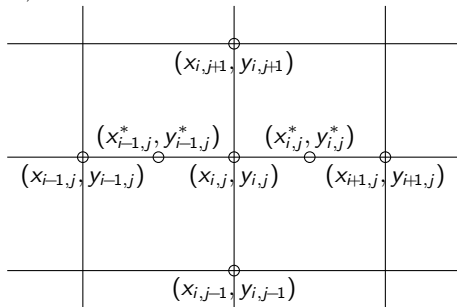 (x_{i,j+1}, y_{i,j+1})
(x^*_{i−1,j}, y^*_{i−1,j}) (x^*_{i,j}, y^*_{i,j})
(x_{i−1,j}, y_{i−1,j}) (x_{i,j}, y_{i,j}) (x_{i+1,j}, y_{i+1,j})
(x_{i,j−1}, y_{i,j−1})